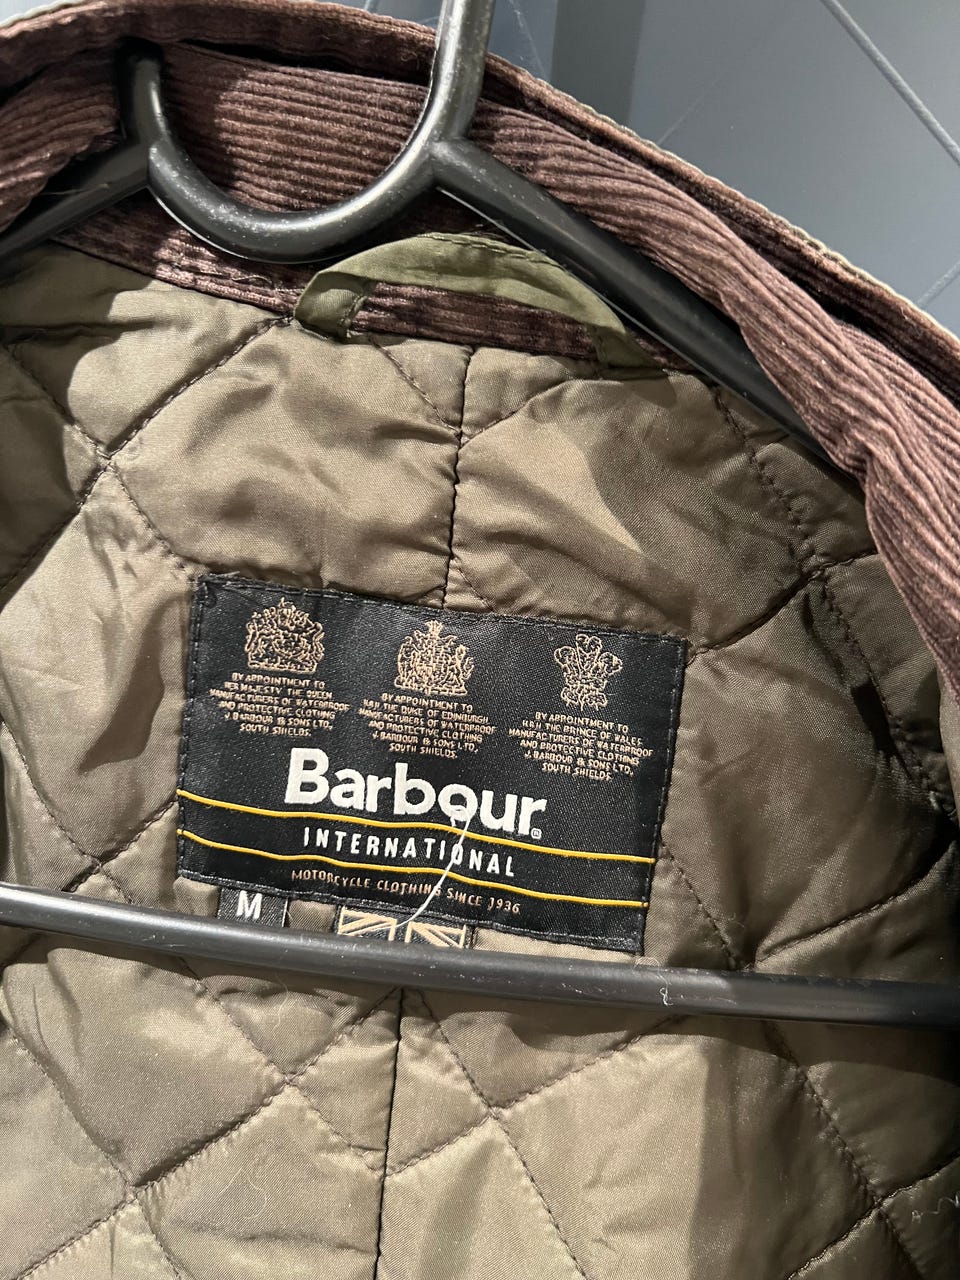 BY APPOINTMENT TO
HER MAJESTY THE QUEEN
MANUFACTURERS OF WATERPROOF
AND PROTECTIVE CLOTHING
J. BARBOUR & SONS LTD.
SOUTH SHIELDS.
BY APPOINTMENT TO
H.R.H. THE DUKE OF EDINBURGH
MANUFACTURERS OF WATERPROOF
AND PROTECTIVE CLOTHING
J. BARBOUR & SONS LTD.
SOUTH SHIELDS.
BY APPOINTMENT TO
H.R.H. THE PRINCE OF WALES
MANUFACTURERS OF WATERPROOF
AND PROTECTIVE CLOTHING
J. BARBOUR & SONS LTD.
SOUTH SHIELDS.
Barbour®
INTERNATIONAL
MOTORCYCLE CLOTHING SINCE 1936
M